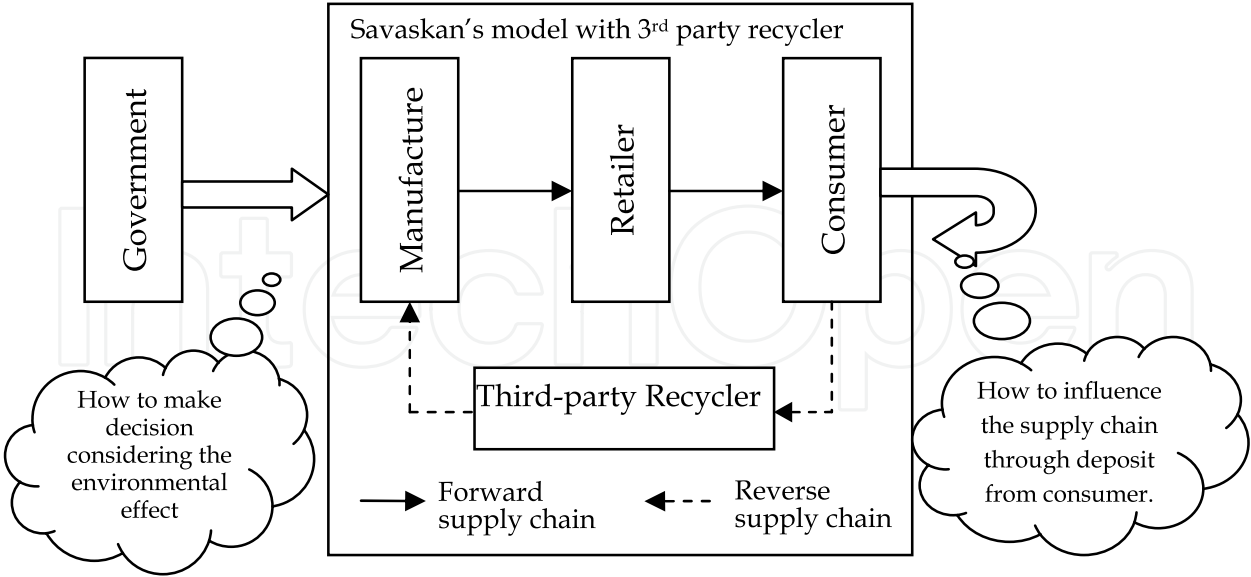 Savaskan's model with 3rd party recycler
Government
Manufacture
Retailer
Consumer
Third-party Recycler
How to make
decision
considering the
environmental
effect
How to influence
the supply chain
through deposit
from consumer.
Forward
supply chain
Reverse
supply chain
IntechOpen